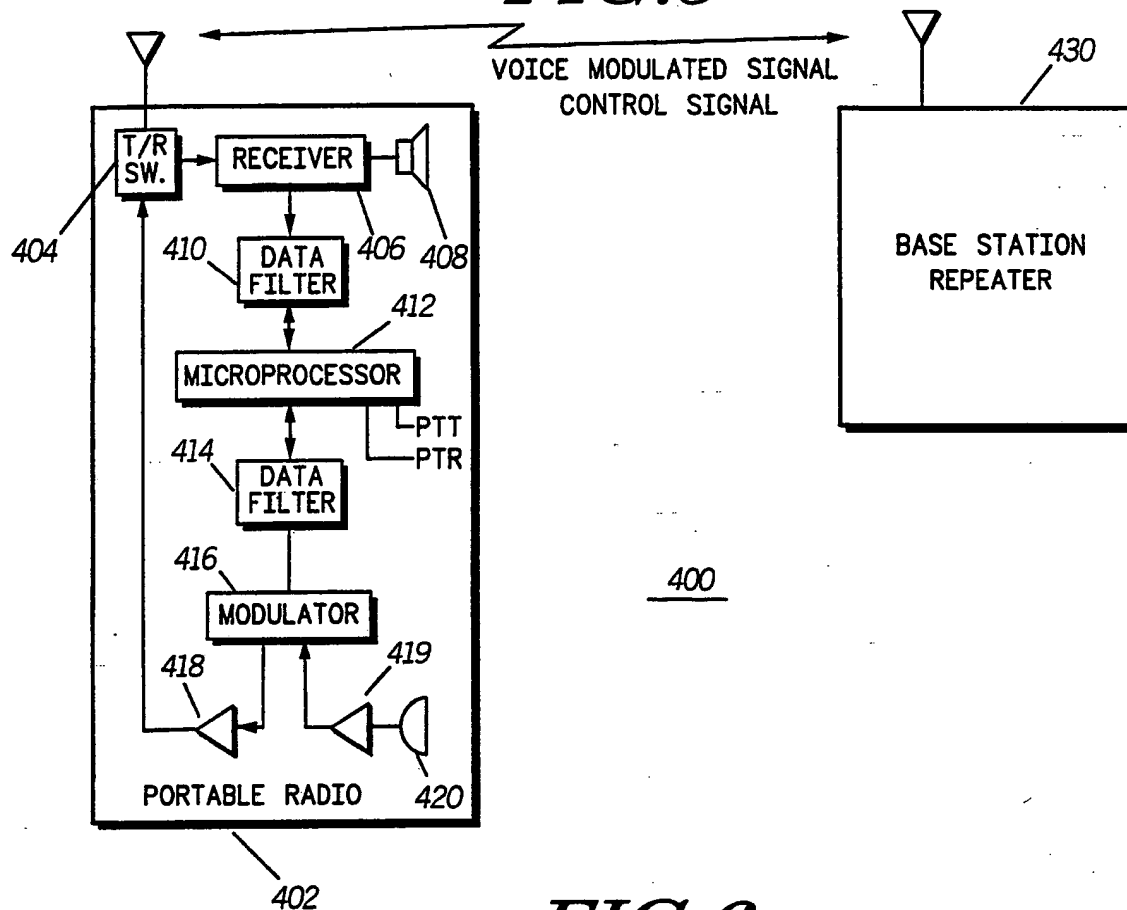 VOICE MODULATED SIGNAL
CONTROL SIGNAL
430
T/R
SW.
RECEIVER
404
406
408
410
DATA
FILTER
BASE STATION
REPEATER
412
MICROPROCESSOR
PTT
PTR
414
DATA
FILTER
400
416
MODULATOR
418
419
420
PORTABLE RADIO
402